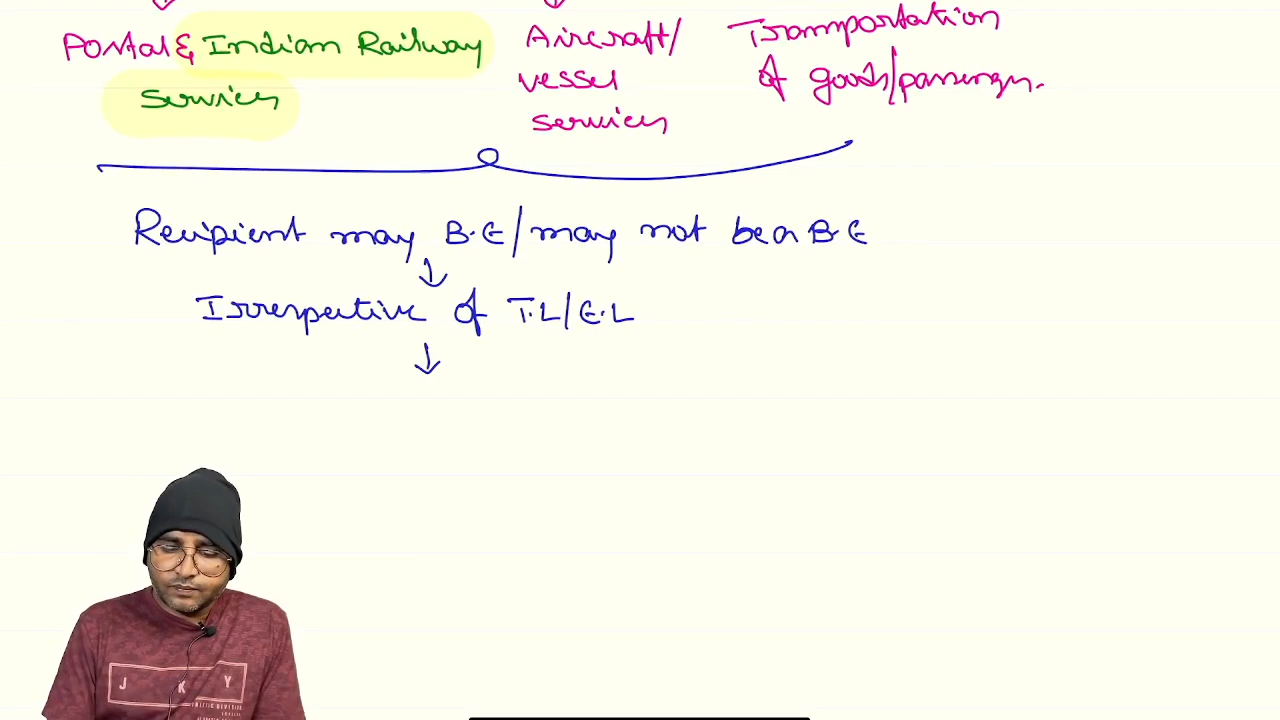 Postal & Indian Railway
Services
Aircraft/
vessel
services
Transportation
of goods/passenger.
Recipient may B.E/may not be a B.E
Irrespective of T.L/E.L
J K Y